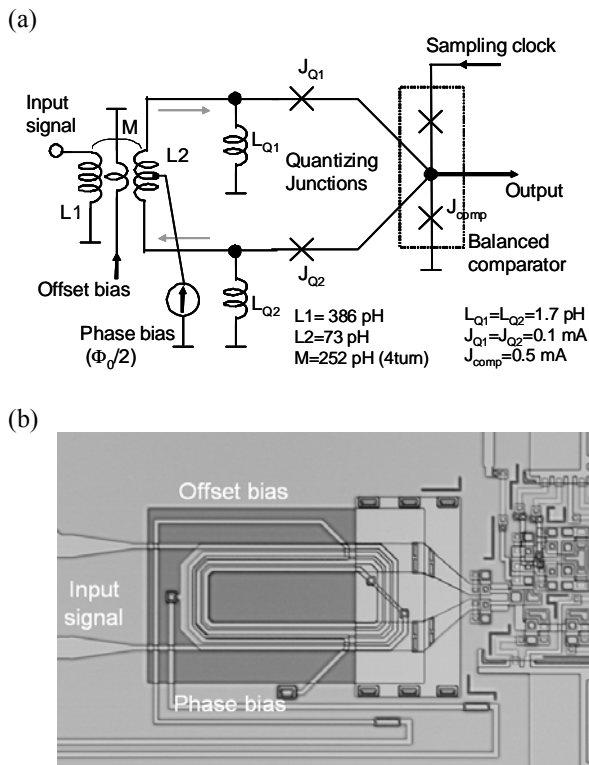 (a)
Sampling clock
J_Q1
Input
signal
M
L2
L_Q1
Quantizing
Junctions
L1
Output
J_comp
Balanced
comparator
Offset bias
J_Q2
L_Q2
Phase bias
(Φ₀/2)
L1= 386 pH
L2=73 pH
M=252 pH (4turn)
L_Q1=L_Q2=1.7 pH
J_Q1=J_Q2=0.1 mA
J_comp=0.5 mA
(b)
Offset bias
Input
signal
Phase bias